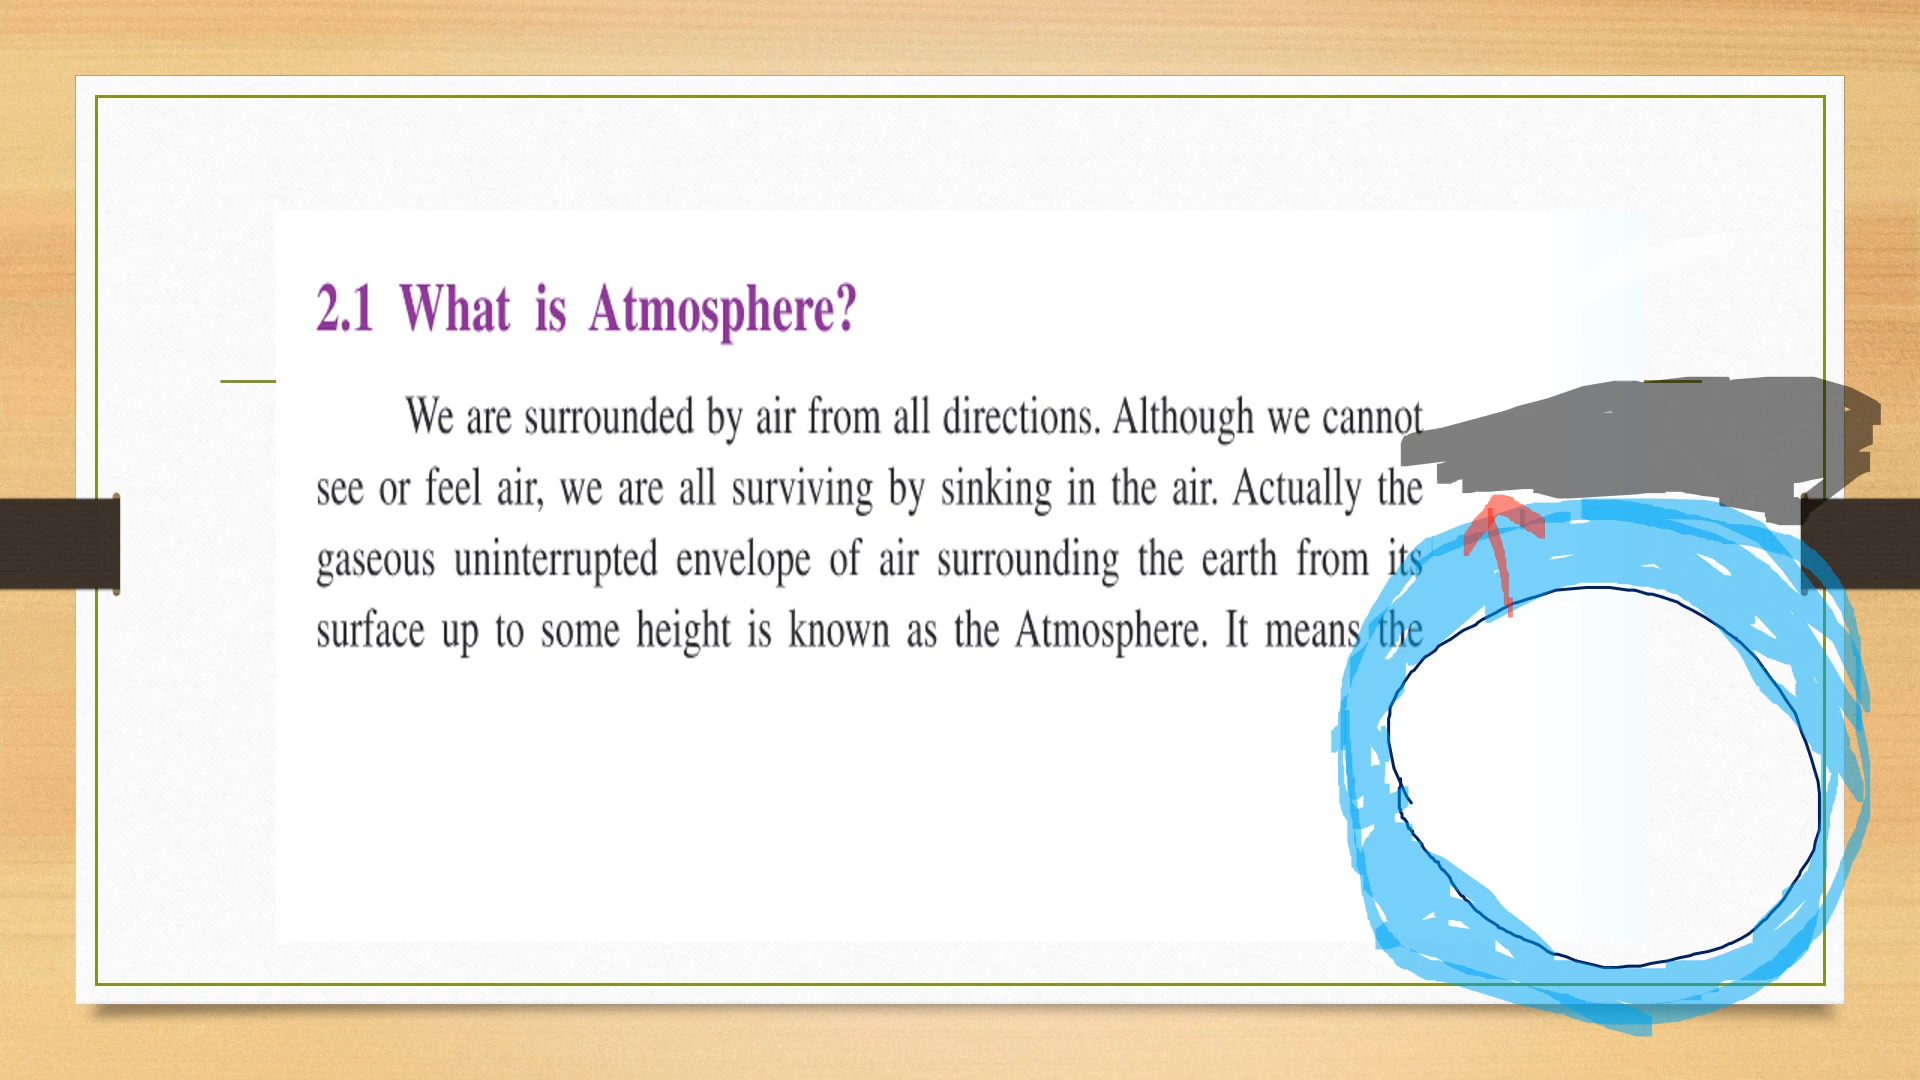 2.1 What is Atmosphere?
We are surrounded by air from all directions. Although we cannot
see or feel air, we are all surviving by sinking in the air. Actually the
gaseous uninterrupted envelope of air surrounding the earth from its
surface up to some height is known as the Atmosphere. It means the